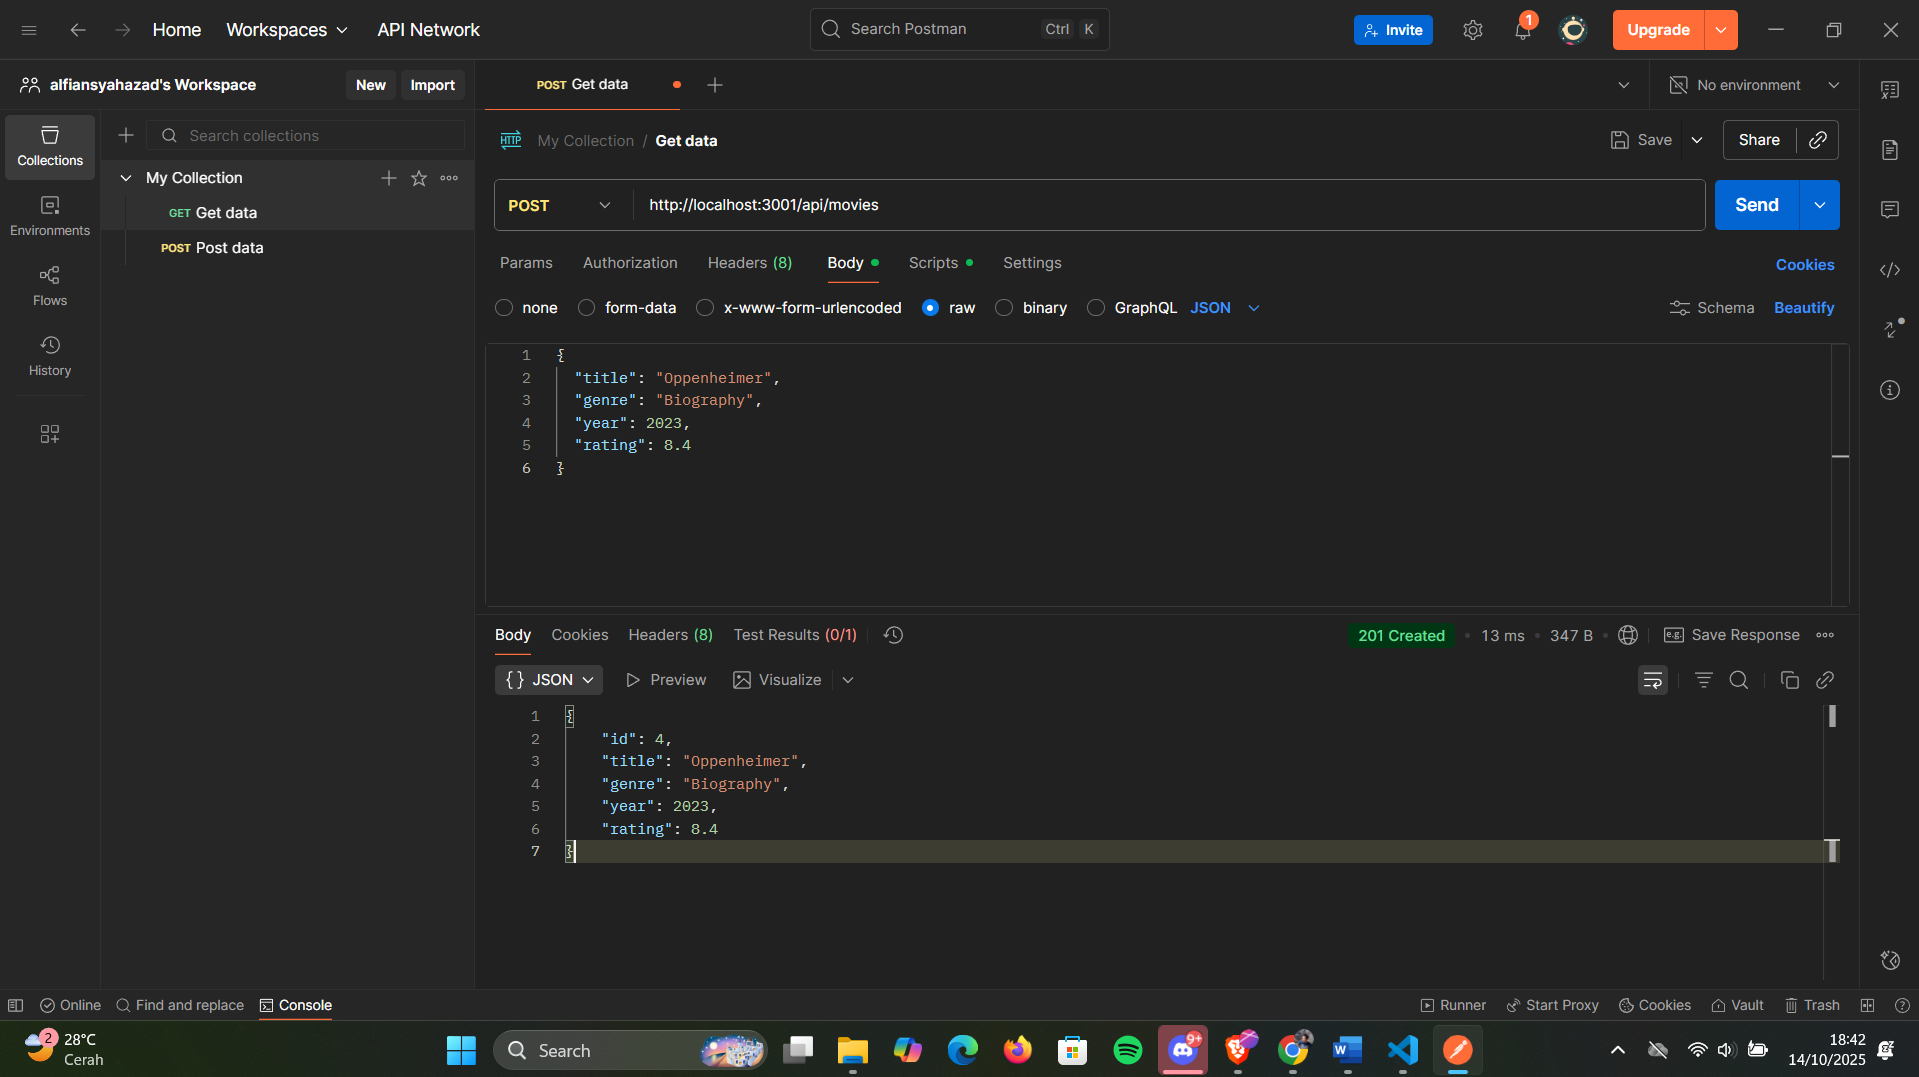 Home Workspaces API Network Search Postman Ctrl K Invite 1 Upgrade
alfiansyahazad's Workspace New Import POST Get data No environment
Collections
Environments
Flows
History
Search collections
My Collection
GET Get data
POST Post data
HTTP My Collection / Get data Save Share
POST http://localhost:3001/api/movies Send
Params Authorization Headers (8) Body Scripts Settings Cookies
none form-data x-www-form-urlencoded raw binary GraphQL JSON Schema Beautify
1 {
2 "title": "Oppenheimer",
3 "genre": "Biography",
4 "year": 2023,
5 "rating": 8.4
6 }
Body Cookies Headers (8) Test Results (0/1) 201 Created 13 ms 347 B e.g. Save Response
{} JSON Preview Visualize
1 {
2 "id": 4,
3 "title": "Oppenheimer",
4 "genre": "Biography",
5 "year": 2023,
6 "rating": 8.4
7 }
Online Find and replace Console Runner Start Proxy Cookies Vault Trash
2 28°C
Cerah
Search
9+
18:42
14/10/2025